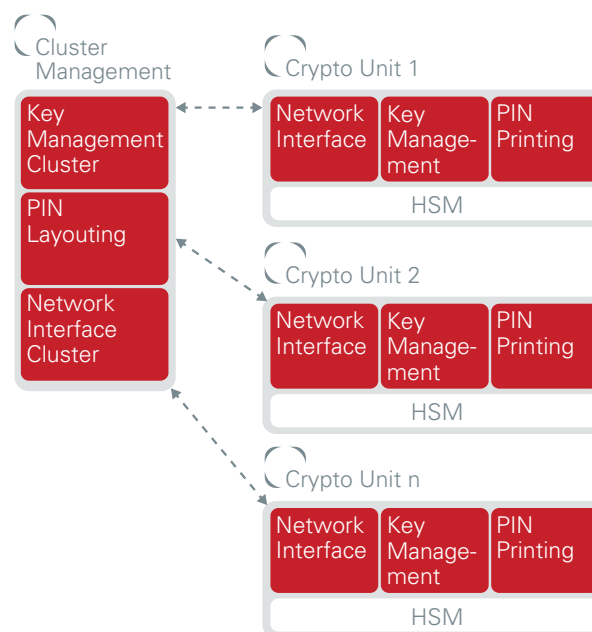 Cluster
Management
Key
Management
Cluster
PIN
Layouting
Network
Interface
Cluster
Crypto Unit 1
Network
Interface
Key
Manage-
ment
PIN
Printing
HSM
Crypto Unit 2
Network
Interface
Key
Manage-
ment
PIN
Printing
HSM
Crypto Unit n
Network
Interface
Key
Manage-
ment
PIN
Printing
HSM